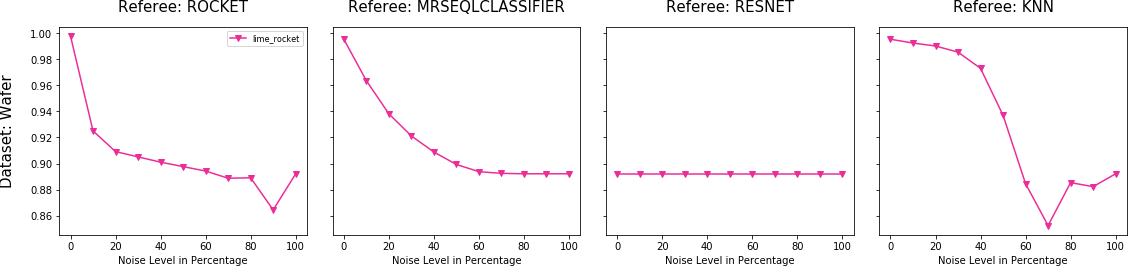 Referee: ROCKET
Referee: MRSEQLCLASSIFIER
Referee: RESNET
Referee: KNN
Dataset: Wafer
lime_rocket
1.00
0.98
0.96
0.94
0.92
0.90
0.88
0.86
0 20 40 60 80 100
0 20 40 60 80 100
0 20 40 60 80 100
0 20 40 60 80 100
Noise Level in Percentage
Noise Level in Percentage
Noise Level in Percentage
Noise Level in Percentage